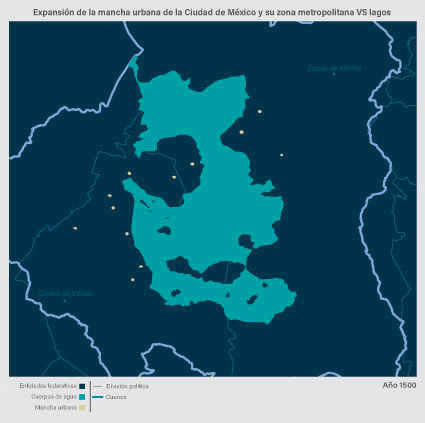 Expansión de la mancha urbana de la Ciudad de México y su zona metropolitana VS lagos
Estado de México
Ciudad de México
Entidades federativas
División política
Año 1500
Cuerpos de agua
Cuenca
Mancha urbana